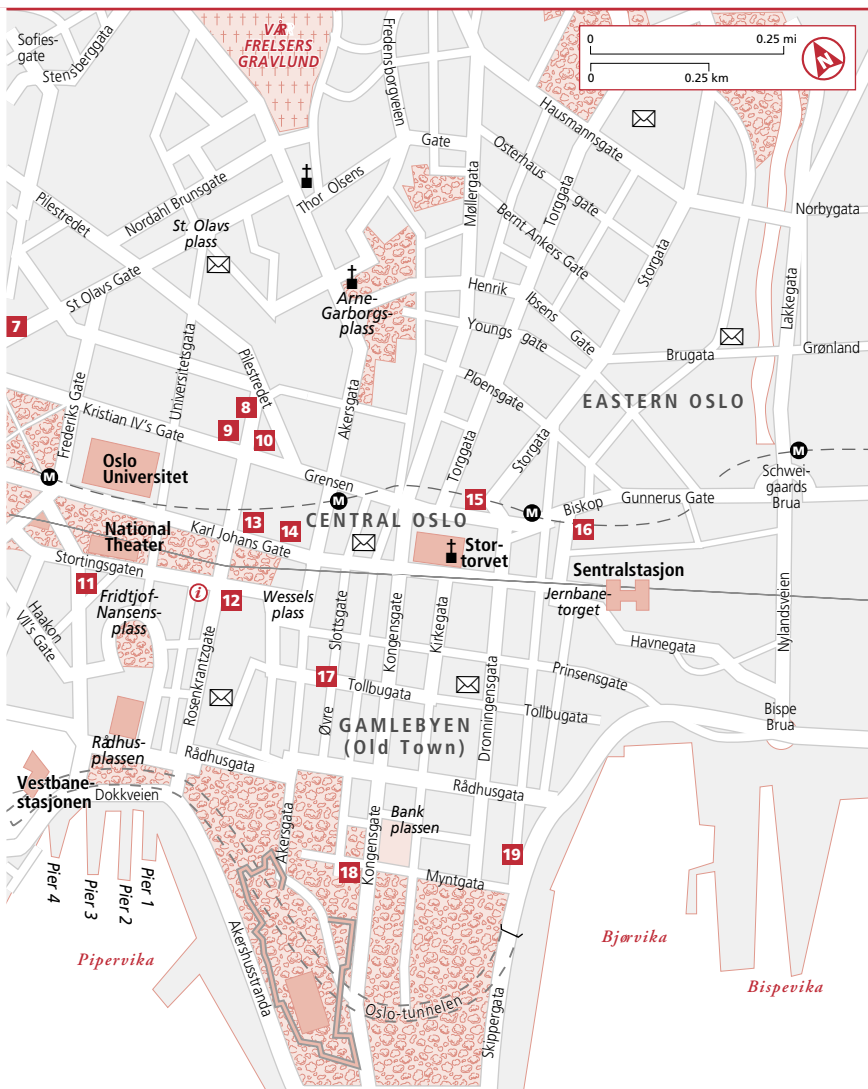 VÅR
FRELSERS
GRAVLUND
Sofies-
gate
Stensberggata
Fredensborgveien
0 0.25 mi
0 0.25 km
N
Hausmannsgate
Gate
Osterhaus gate
Thor Olsens
Møllergata
Torggata
Bernt Ankers Gate
Storgata
Norbygata
Pilestredet
Nordahl Brunsgate
St. Olavs
plass
St Olavs Gate
Arne-
Garborgs-
plass
Henrik Ibsens Gate
Lakkegata
7
Youngs gate
Brugata
Grønland
Universitetsgata
Pilestredet
Akersgata
Ploensgate
EASTERN OSLO
Frederiks Gate
Kristian IV's Gate
8
9
10
Torggata
Storgata
M
Oslo
Universitet
M
Grensen
M
15
M
Biskop Gunnerus Gate
Schwei-
gaards
Brua
13
14
CENTRAL OSLO
16
National
Theater
Karl Johans Gate
Stor-
torvet
Sentralstasjon
Stortingsgaten
11
Fridtjof-
Nansens-
plass
i
12
Wessels
plass
Jernbane-
torget
Haakon
VII's Gate
Slottsgate
Kongensgate
Kirkegata
Havnegata
Nylandsveien
Rosenkrantzgate
17
Tollbugata
Prinsensgate
Øvre
Dronningensgata
Tollbugata
Bispe
Brua
GAMLEBYEN
(Old Town)
Rådhus-
plassen
Rådhusgata
Rådhusgata
Vestbane-
stasjonen
Dokkveien
Bank
plassen
Akersgata
Kongensgate
18
19
Myntgata
Pier 4
Pier 3
Pier 2
Pier 1
Pipervika
Akershusstranda
Bjørvika
Bispevika
Oslo-tunnelen
Skippergata